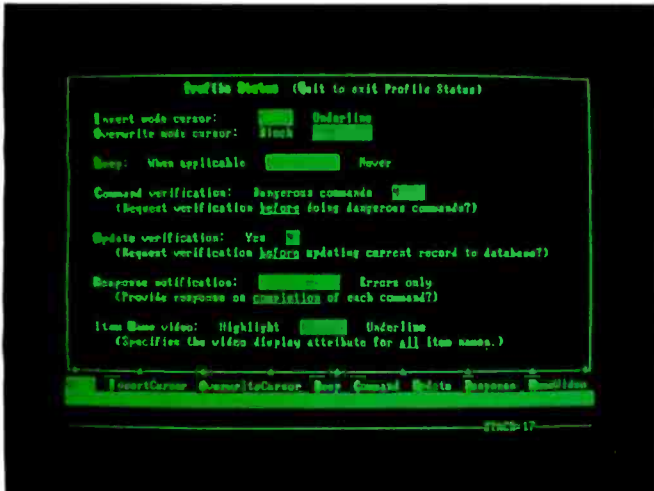 Profile Status (Quit to exit Profile Status)
Insert mode cursor: Underline
Overwrite mode cursor: Block
Beep: When applicable Never
Command verification: Dangerous commands
(Request verification before doing dangerous commands?)
Update verification: Yes
(Request verification before updating current record to database?)
Response notification: Errors only
(Provide response on completion of each command?)
Item Name video: Highlight Underline
(Specifies the video display attribute for all item names.)
InsertCursor OverwriteCursor Beep Command Update Response NameVideo